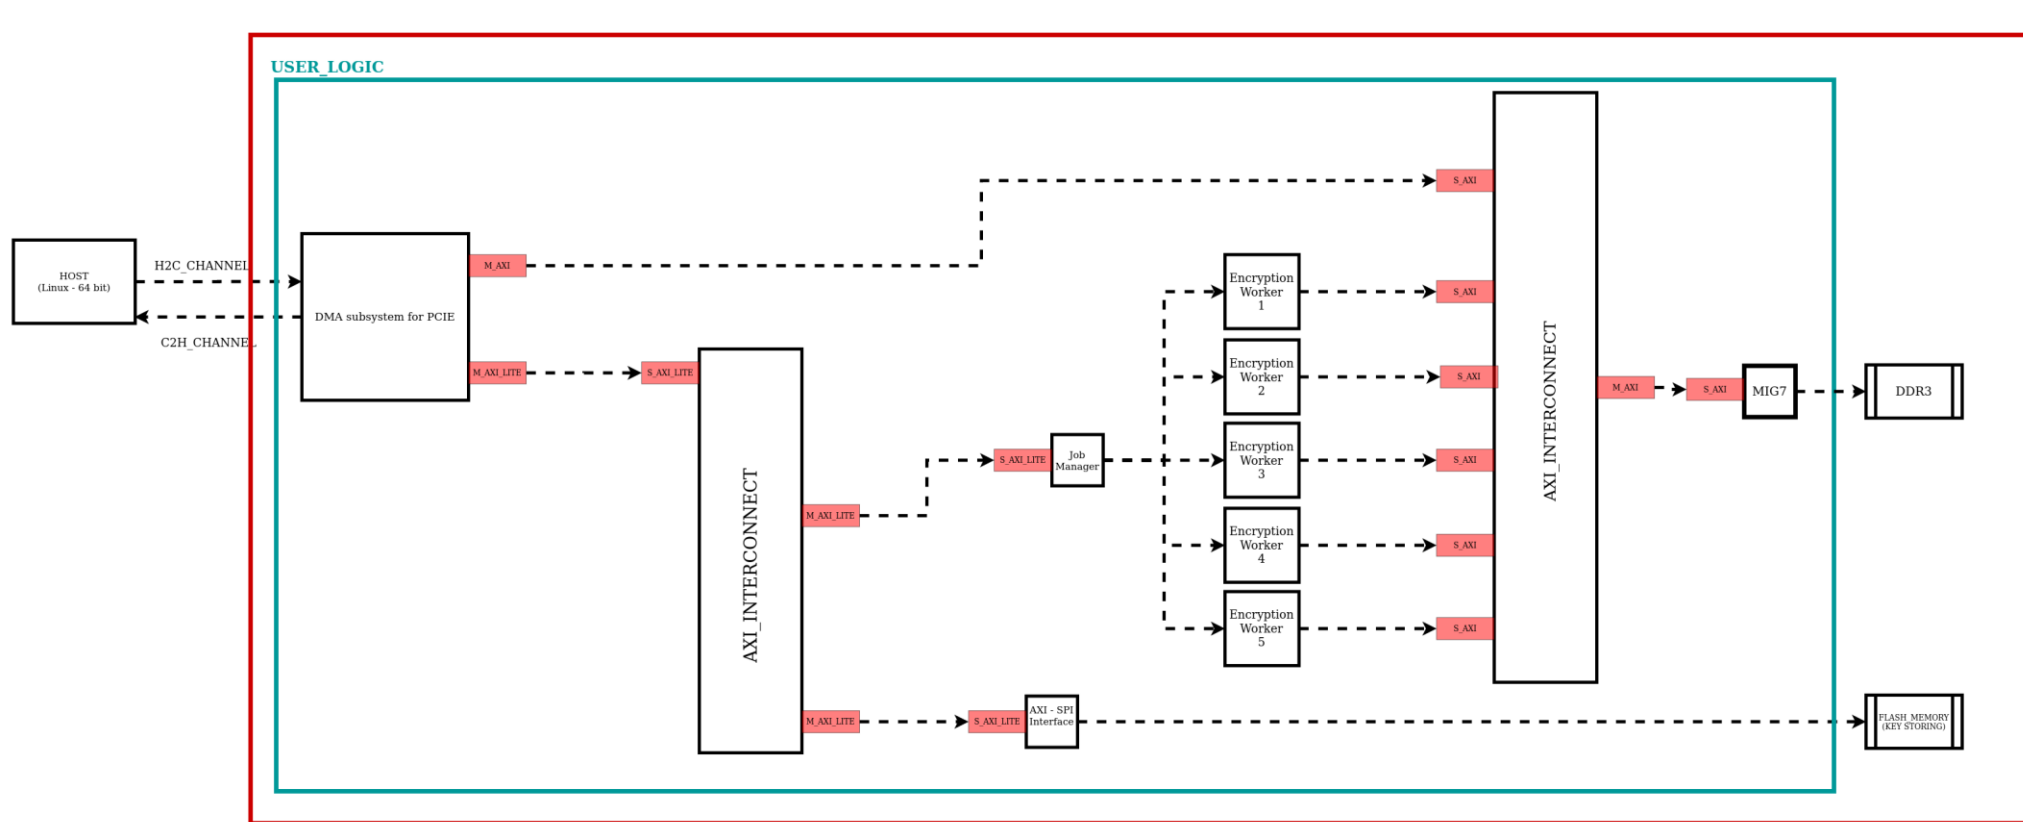 USER_LOGIC
HOST
(Linux - 64 bit)
H2C_CHANNEL
C2H_CHANNEL
DMA subsystem for PCIE
M_AXI
M_AXI_LITE
S_AXI_LITE
AXI_INTERCONNECT
M_AXI_LITE
M_AXI_LITE
S_AXI_LITE
Job
Manager
S_AXI_LITE
AXI - SPI
Interface
Encryption
Worker
1
Encryption
Worker
2
Encryption
Worker
3
Encryption
Worker
4
Encryption
Worker
5
S_AXI
S_AXI
S_AXI
S_AXI
S_AXI
S_AXI
AXI_INTERCONNECT
M_AXI
S_AXI
MIG7
DDR3
FLASH_MEMORY
(KEY STORING)